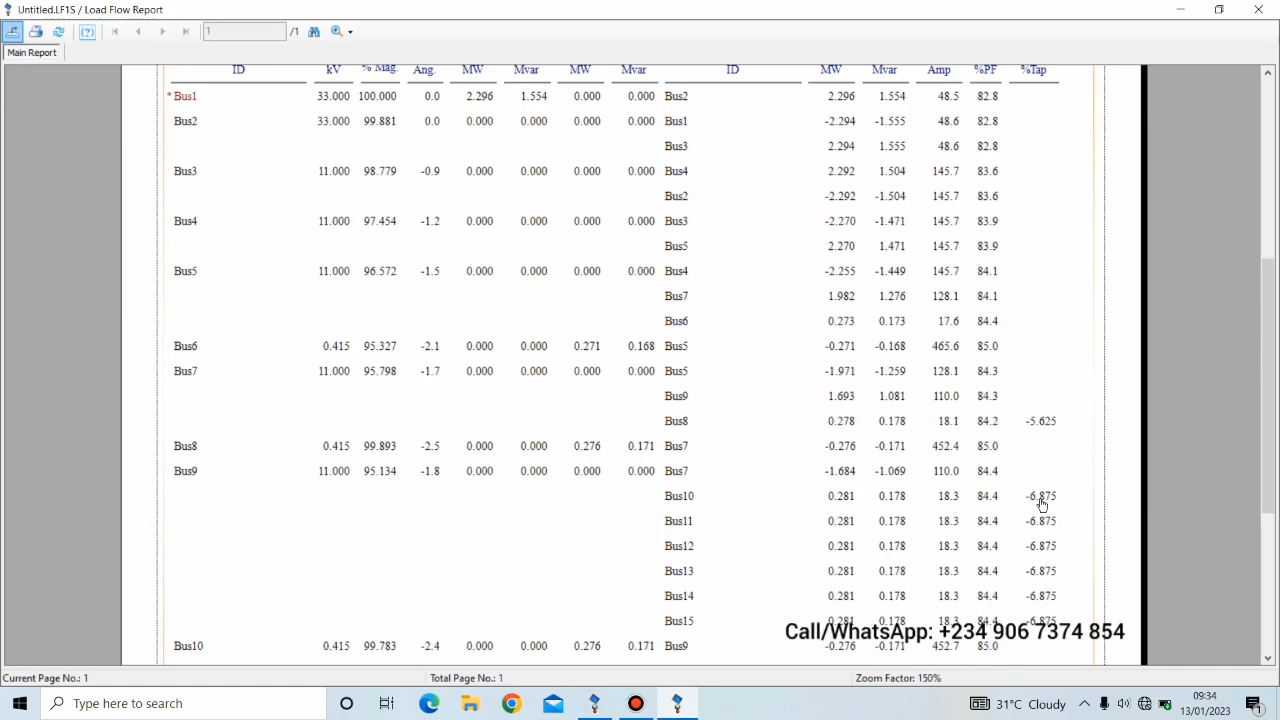 Untitled.LF1S / Load Flow Report
1 /1
Main Report
ID kV % Mag. Ang. MW Mvar MW Mvar ID MW Mvar Amp %PF %Tap
*Bus1 33.000 100.000 0.0 2.296 1.554 0.000 0.000 Bus2 2.296 1.554 48.5 82.8
Bus2 33.000 99.881 0.0 0.000 0.000 0.000 0.000 Bus1 -2.294 -1.555 48.6 82.8
Bus3 2.294 1.555 48.6 82.8
Bus3 11.000 98.779 -0.9 0.000 0.000 0.000 0.000 Bus4 2.292 1.504 145.7 83.6
Bus2 -2.292 -1.504 145.7 83.6
Bus4 11.000 97.454 -1.2 0.000 0.000 0.000 0.000 Bus3 -2.270 -1.471 145.7 83.9
Bus5 2.270 1.471 145.7 83.9
Bus5 11.000 96.572 -1.5 0.000 0.000 0.000 0.000 Bus4 -2.255 -1.449 145.7 84.1
Bus7 1.982 1.276 128.1 84.1
Bus6 0.273 0.173 17.6 84.4
Bus6 0.415 95.327 -2.1 0.000 0.000 0.271 0.168 Bus5 -0.271 -0.168 465.6 85.0
Bus7 11.000 95.798 -1.7 0.000 0.000 0.000 0.000 Bus5 -1.971 -1.259 128.1 84.3
Bus9 1.693 1.081 110.0 84.3
Bus8 0.278 0.178 18.1 84.2 -5.625
Bus8 0.415 99.893 -2.5 0.000 0.000 0.276 0.171 Bus7 -0.276 -0.171 452.4 85.0
Bus9 11.000 95.134 -1.8 0.000 0.000 0.000 0.000 Bus7 -1.684 -1.069 110.0 84.4
Bus10 0.281 0.178 18.3 84.4 -6.875
Bus11 0.281 0.178 18.3 84.4 -6.875
Bus12 0.281 0.178 18.3 84.4 -6.875
Bus13 0.281 0.178 18.3 84.4 -6.875
Bus14 0.281 0.178 18.3 84.4 -6.875
Bus15 0.281 0.178 18.3 84.4 -6.875
Call/WhatsApp: +234 906 7374 854
Bus10 0.415 99.783 -2.4 0.000 0.000 0.276 0.171 Bus9 -0.276 -0.171 452.7 85.0
Current Page No.: 1 Total Page No.: 1 Zoom Factor: 150%
Type here to search
31°C Cloudy
09:34
13/01/2023
1